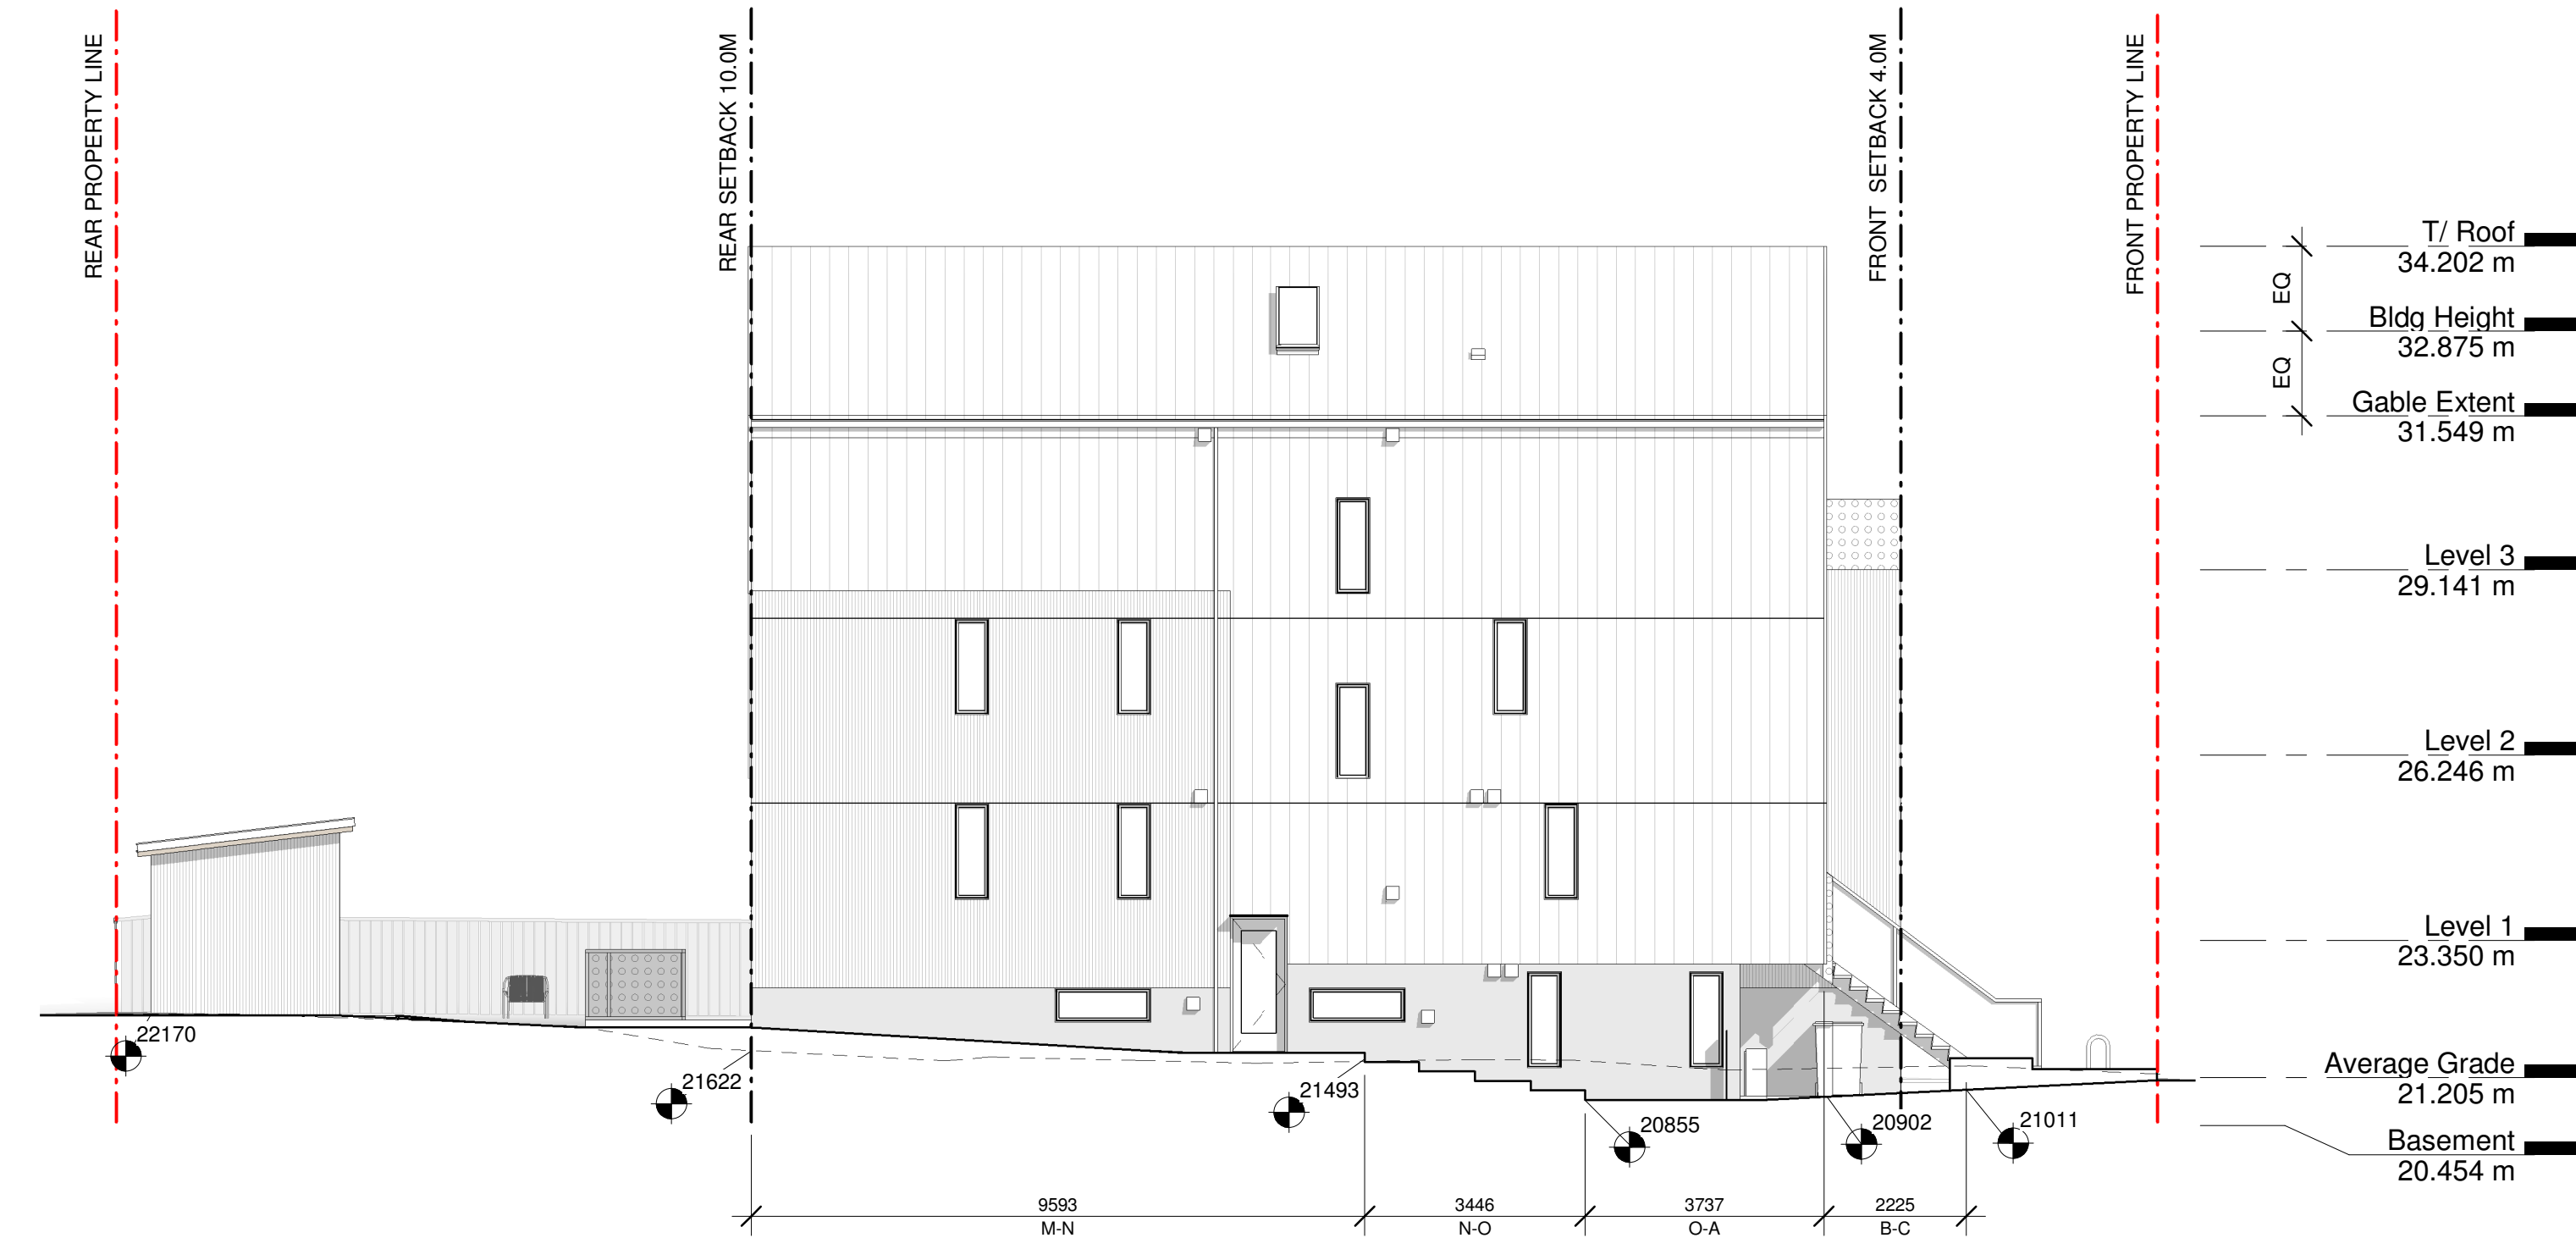 REAR PROPERTY LINE
REAR SETBACK 10.0M
FRONT SETBACK 4.0M
FRONT PROPERTY LINE
T/ Roof
34.202 m
EQ
Bldg Height
32.875 m
EQ
Gable Extent
31.549 m
Level 3
29.141 m
Level 2
26.246 m
Level 1
23.350 m
Average Grade
21.205 m
Basement
20.454 m
22170
21622
21493
20855
20902
21011
9593
M-N
3446
N-O
3737
O-A
2225
B-C